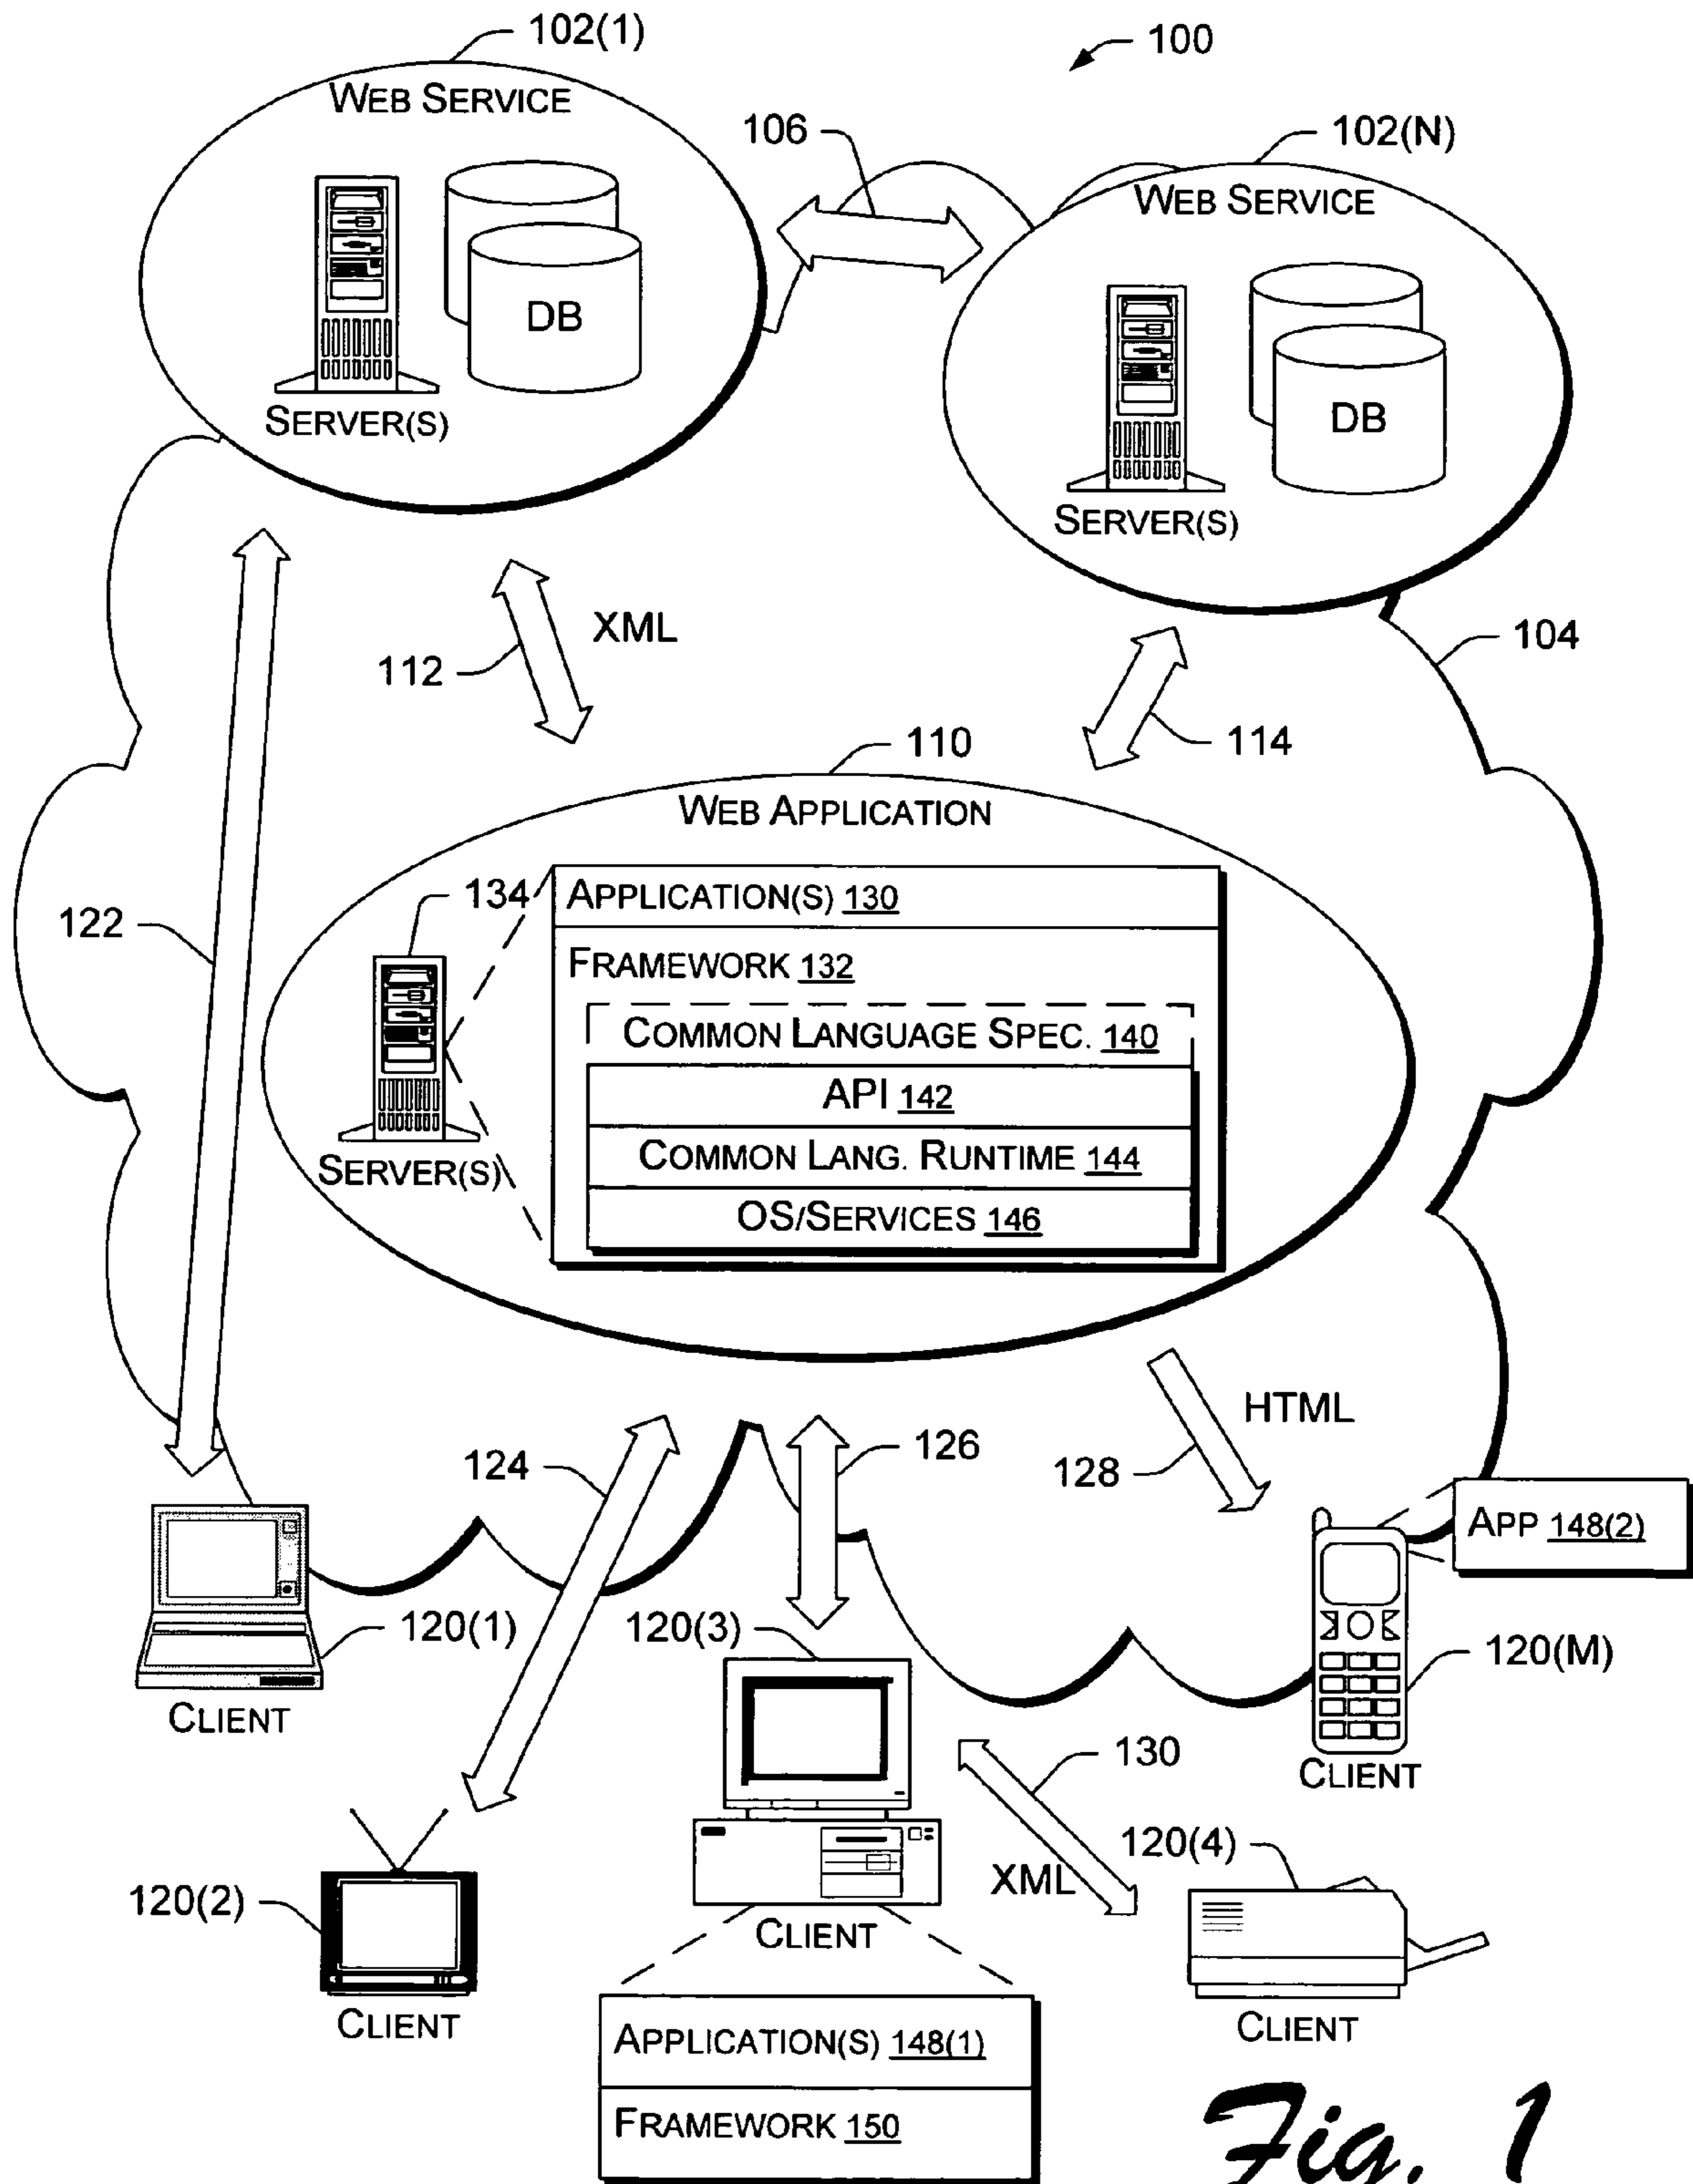 102(1)
100
WEB SERVICE
106
102(N)
WEB SERVICE
DB
SERVER(S)
DB
SERVER(S)
XML
112
104
114
110
WEB APPLICATION
134
APPLICATION(S) 130
122
FRAMEWORK 132
COMMON LANGUAGE SPEC. 140
API 142
COMMON LANG. RUNTIME 144
SERVER(S)
OS/SERVICES 146
HTML
126
124
128
APP 148(2)
120(1)
120(3)
120(M)
CLIENT
130
CLIENT
120(4)
XML
120(2)
CLIENT
CLIENT
CLIENT
APPLICATION(S) 148(1)
FRAMEWORK 150
Fig. 1